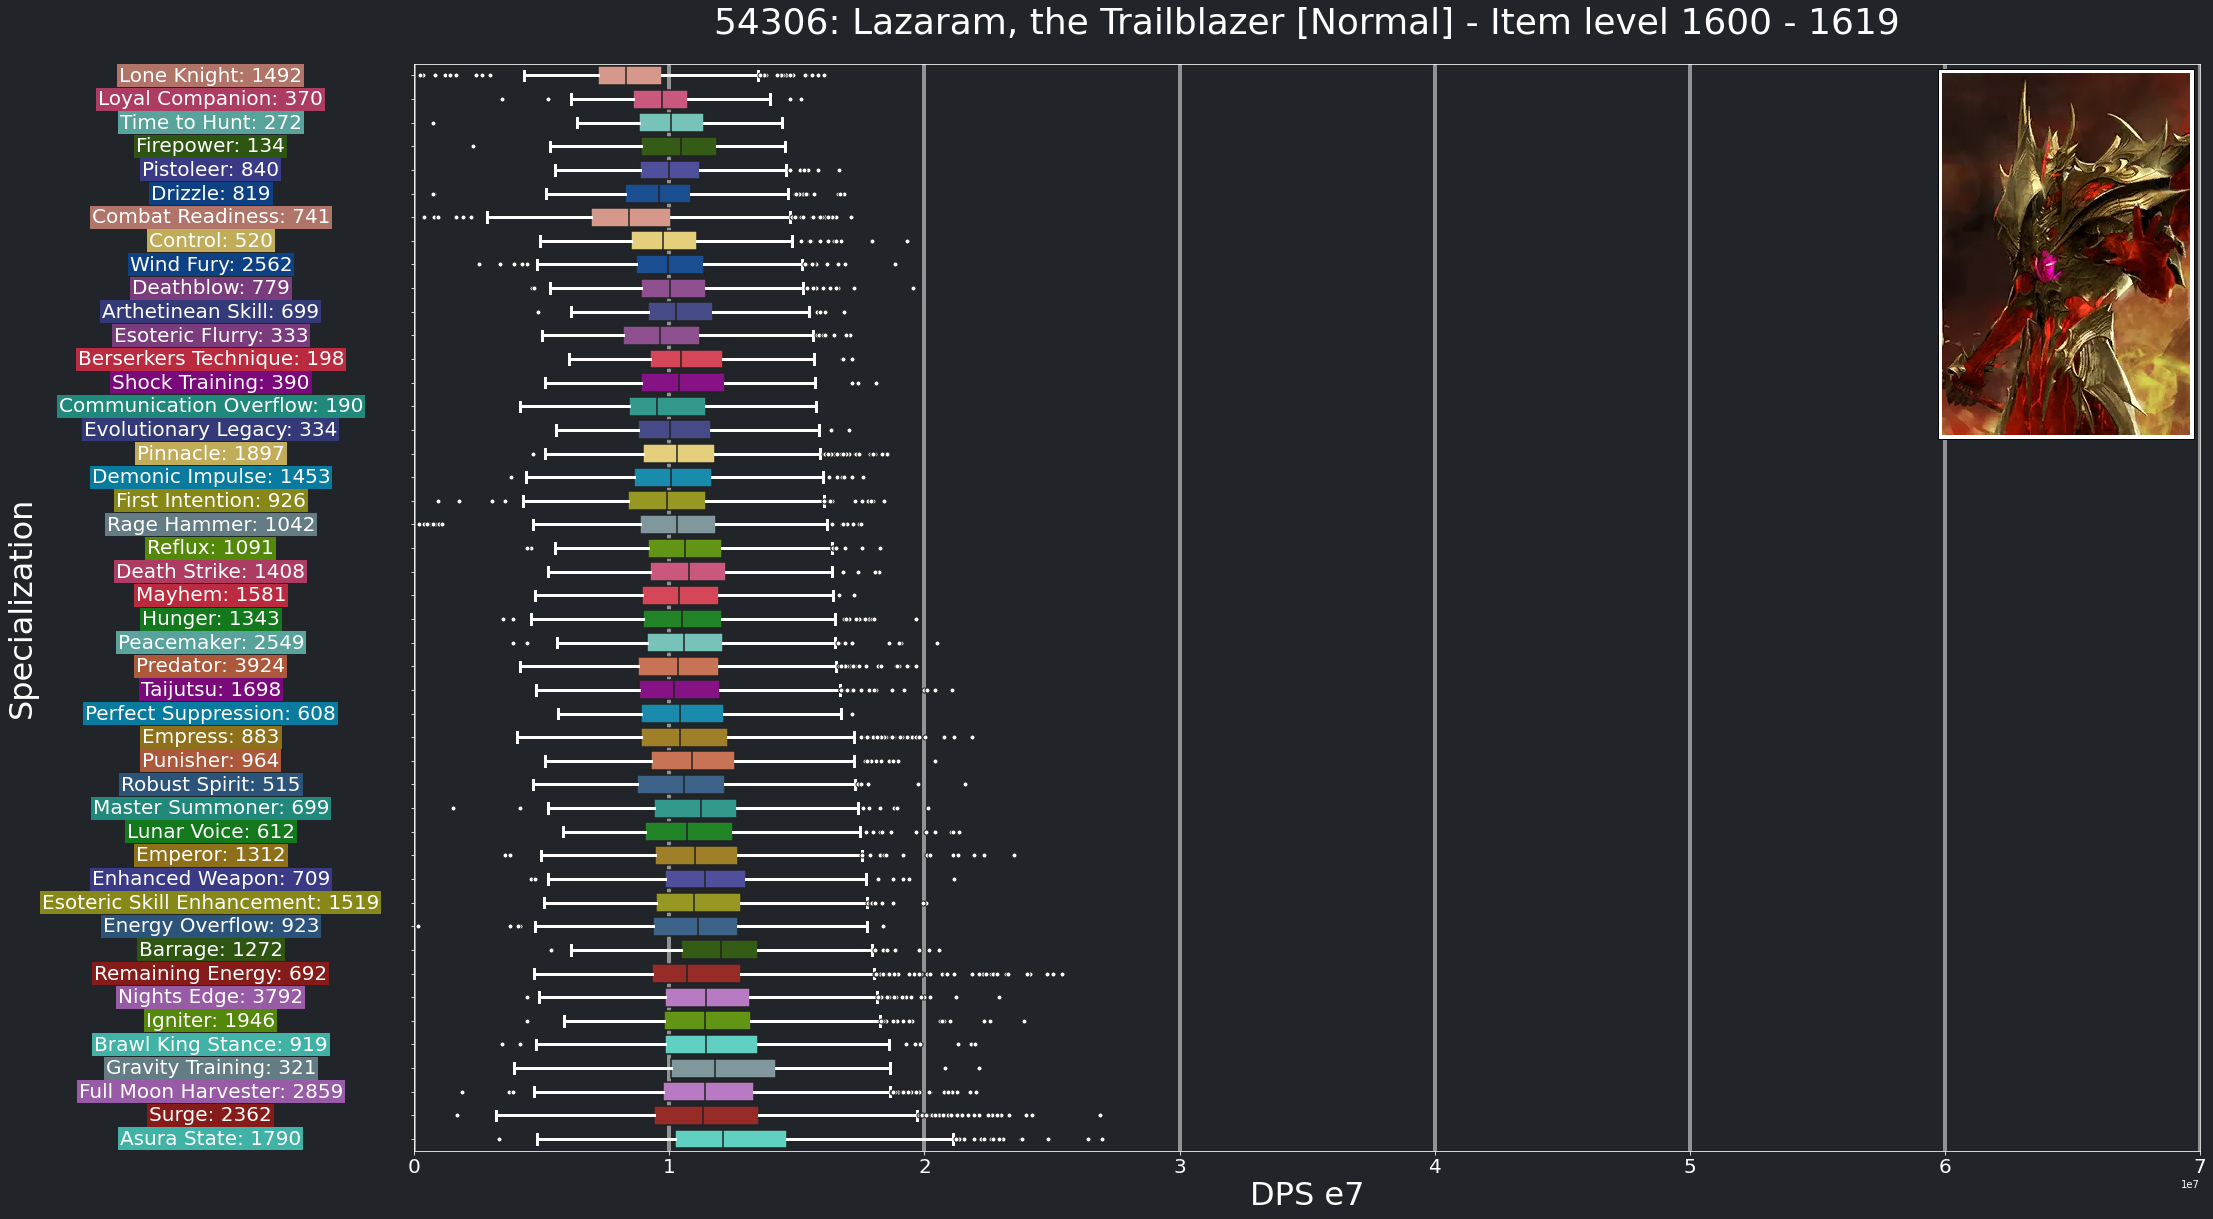 54306: Lazaram, the Trailblazer [Normal] - Item level 1600 - 1619
Specialization
Lone Knight: 1492
Loyal Companion: 370
Time to Hunt: 272
Firepower: 134
Pistoleer: 840
Drizzle: 819
Combat Readiness: 741
Control: 520
Wind Fury: 2562
Deathblow: 779
Arthetinean Skill: 699
Esoteric Flurry: 333
Berserkers Technique: 198
Shock Training: 390
Communication Overflow: 190
Evolutionary Legacy: 334
Pinnacle: 1897
Demonic Impulse: 1453
First Intention: 926
Rage Hammer: 1042
Reflux: 1091
Death Strike: 1408
Mayhem: 1581
Hunger: 1343
Peacemaker: 2549
Predator: 3924
Taijutsu: 1698
Perfect Suppression: 608
Empress: 883
Punisher: 964
Robust Spirit: 515
Master Summoner: 699
Lunar Voice: 612
Emperor: 1312
Enhanced Weapon: 709
Esoteric Skill Enhancement: 1519
Energy Overflow: 923
Barrage: 1272
Remaining Energy: 692
Nights Edge: 3792
Igniter: 1946
Brawl King Stance: 919
Gravity Training: 321
Full Moon Harvester: 2859
Surge: 2362
Asura State: 1790
0 1 2 3 4 5 6 7
1e7
DPS e7